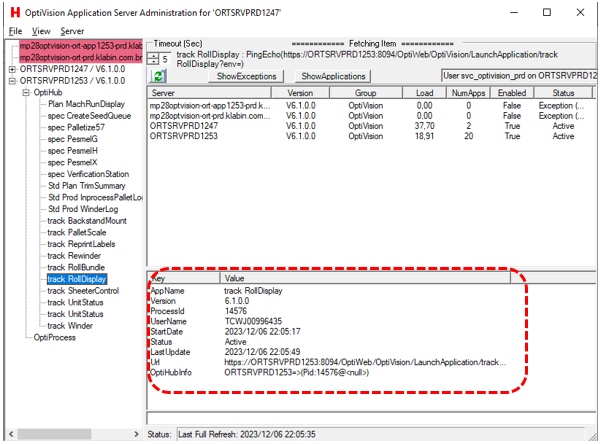 OptiVision Application Server Administration for 'ORTSRVPRD1247'
File View Server
mp28optivision-ort-app1253-prd.klabin
mp28optivision-ort-prd.klabin.com.br
ORTSRVPRD1247 / V6.1.0.0
ORTSRVPRD1253 / V6.1.0.0
OptiHub
Plan MachRunDisplay
spec CreateSeedQueue
spec Palletize57
spec PesmeIG
spec PesmeIH
spec PesmeIX
spec VerificationStation
Std Plan TrimSummary
Std Prod InprocessPalletLo
Std Prod WinderLog
track BackstandMount
track PalletScale
track ReprintLabels
track Rewinder
track RollBundle
track RollDisplay
track SheeterControl
track UnitStatus
track UnitStatus
track Winder
OptiProcess
Timeout (Sec) ============ Fetching Item ============
5 track RollDisplay : PingEcho(https://ORTSRVPRD1253:8094/OptiWeb/OptiVision/LaunchApplication/track
RollDisplay?env=)
ShowExceptions ShowApplications User svc_optivision_prd on ORTSRVPRD12
Server Version Group Load NumApps Enabled Status
mp28optivision-ort-app1253-prd.k... V6.1.0.0 OptiVision 0,00 0 False Exception (...
mp28optivision-ort-prd.klabin.com... V6.1.0.0 OptiVision 0,00 0 False Exception (...
ORTSRVPRD1247 V6.1.0.0 OptiVision 37,70 2 True Active
ORTSRVPRD1253 V6.1.0.0 OptiVision 18,91 20 True Active
Key Value
AppName track RollDisplay
Version 6.1.0.0
ProcessId 14576
UserName TCWJ00996435
StartDate 2023/12/06 22:05:17
Status Active
LastUpdate 2023/12/06 22:05:49
Url https://ORTSRVPRD1253:8094/OptiWeb/OptiVision/LaunchApplication/track...
OptiHubInfo ORTSRVPRD1253=>(Pid:14576@<null>)
Status: Last Full Refresh: 2023/12/06 22:05:35